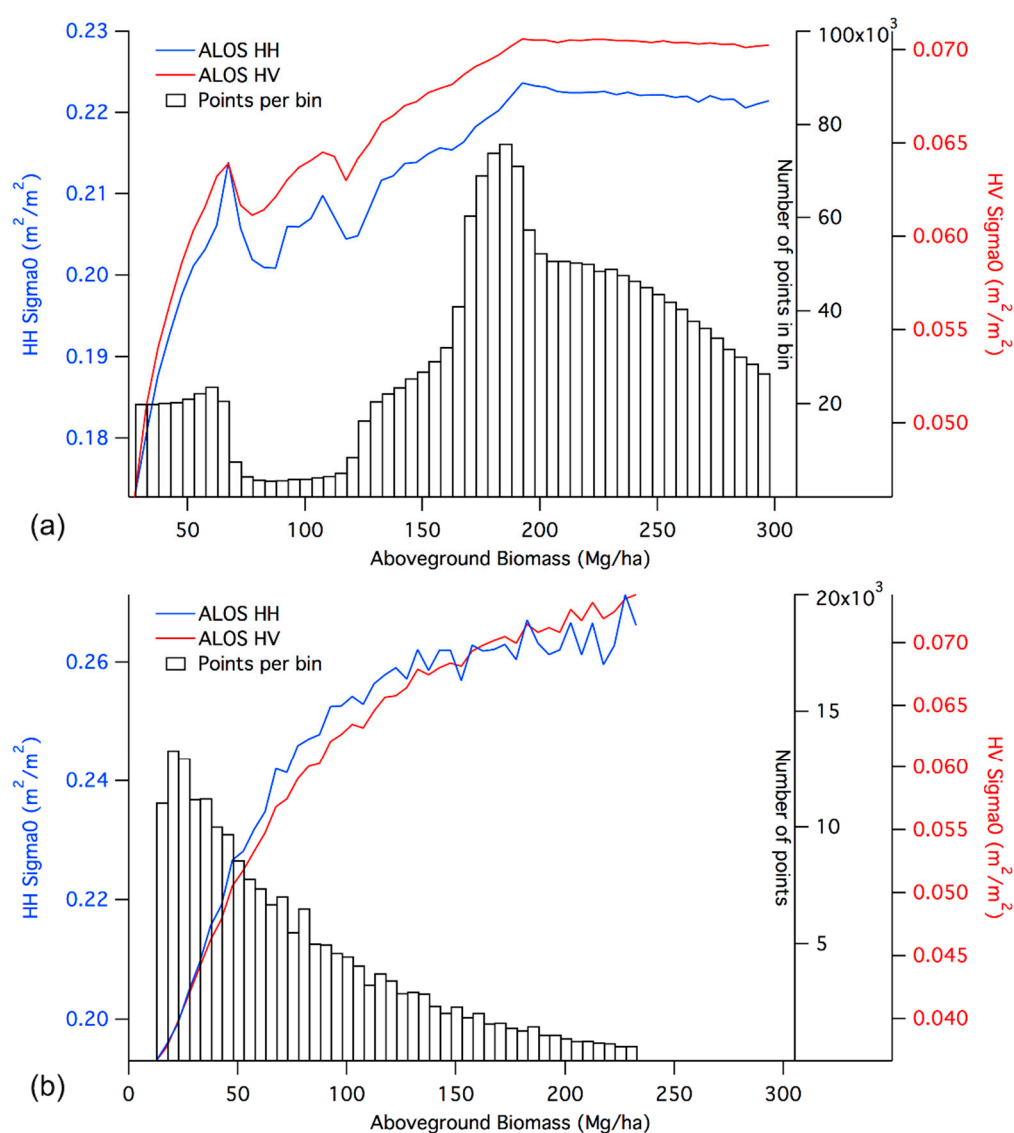 ALOS HH
ALOS HV
Points per bin
0.23
0.22
0.21
0.20
0.19
0.18
HH Sigma0 (m²/m²)
100x10³
80
60
40
20
Number of points in bin
0.070
0.065
0.060
0.055
0.050
HV Sigma0 (m²/m²)
50
100
150
200
250
300
Aboveground Biomass (Mg/ha)
(a)
ALOS HH
ALOS HV
Points per bin
0.26
0.24
0.22
0.20
HH Sigma0 (m²/m²)
20x10³
15
10
5
Number of points
0.070
0.065
0.060
0.055
0.050
0.045
0.040
HV Sigma0 (m²/m²)
0
50
100
150
200
250
300
Aboveground Biomass (Mg/ha)
(b)